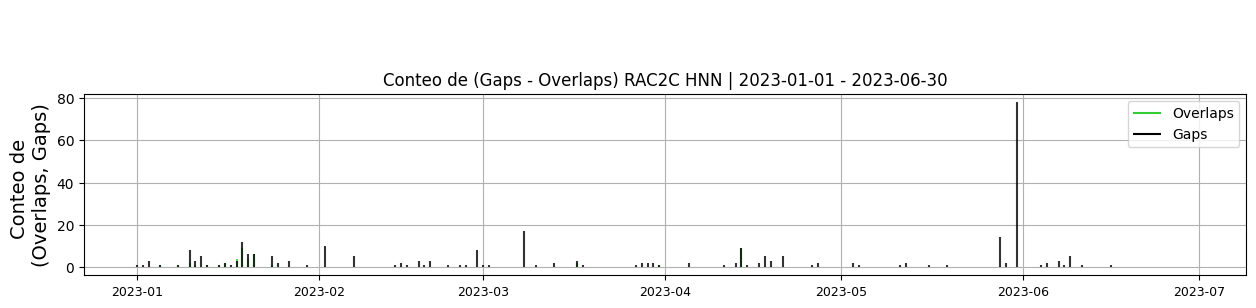 Conteo de (Gaps - Overlaps) RAC2C HNN | 2023-01-01 - 2023-06-30
Conteo de
(Overlaps, Gaps)
80
60
40
20
0
Overlaps
Gaps
2023-01 2023-02 2023-03 2023-04 2023-05 2023-06 2023-07